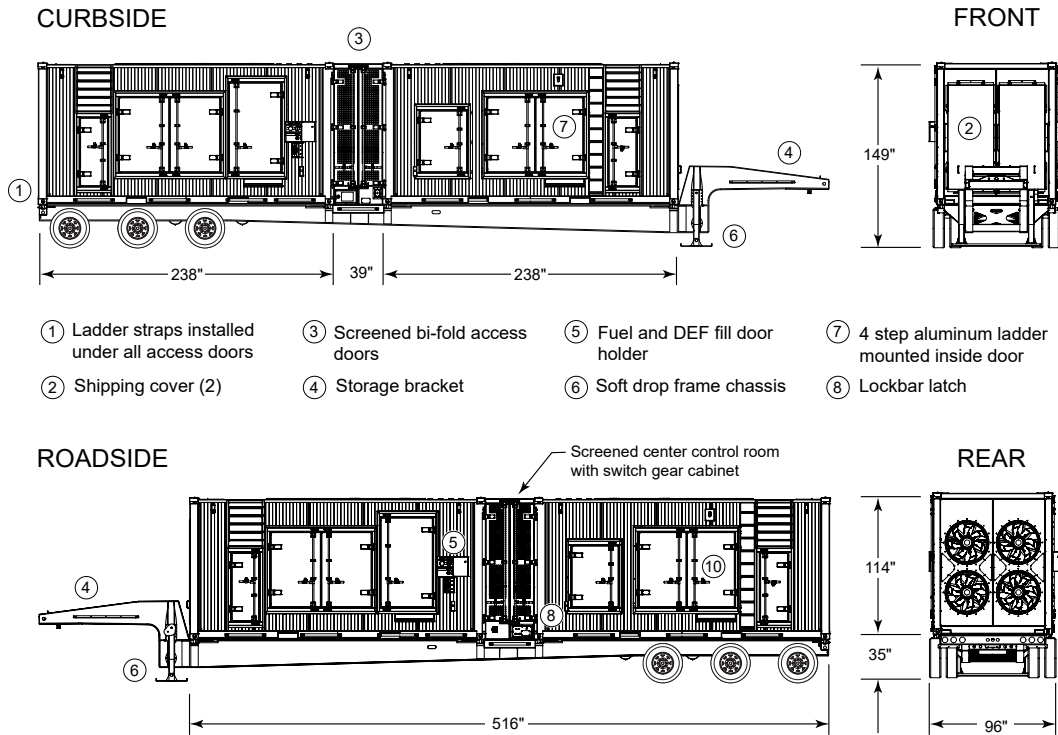 CURBSIDE
FRONT
3
7
4
2
149"
1
6
238"
39"
238"
1 Ladder straps installed
under all access doors
3 Screened bi-fold access
doors
5 Fuel and DEF fill door
holder
7 4 step aluminum ladder
mounted inside door
2 Shipping cover (2)
4 Storage bracket
6 Soft drop frame chassis
8 Lockbar latch
ROADSIDE
Screened center control room
with switch gear cabinet
REAR
5
10
4
8
6
114"
35"
516"
96"